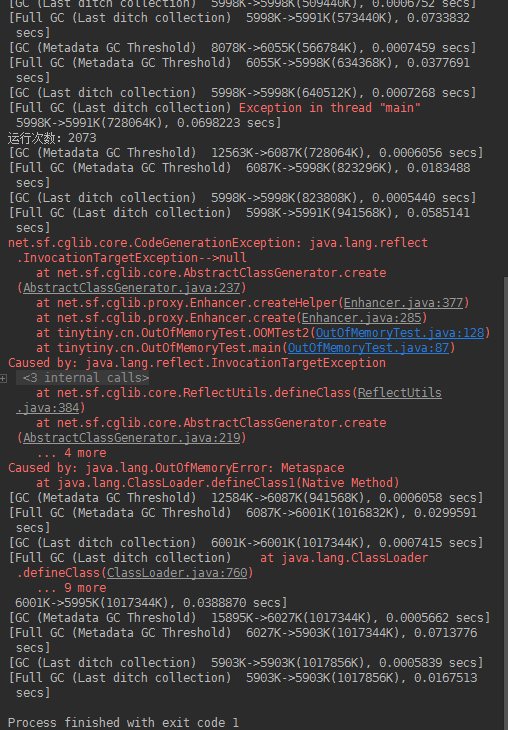 [GC (Last ditch collection)  5998K->5998K(509440K), 0.0006752 secs]
[Full GC (Last ditch collection)  5998K->5991K(573440K), 0.0733832
secs]
[GC (Metadata GC Threshold)  8078K->6055K(566784K), 0.0007459 secs]
[Full GC (Metadata GC Threshold)  6055K->5998K(634368K), 0.0377691
secs]
[GC (Last ditch collection)  5998K->5998K(640512K), 0.0007268 secs]
[Full GC (Last ditch collection) Exception in thread "main"
5998K->5991K(728064K), 0.0698223 secs]
运行次数：2073
[GC (Metadata GC Threshold)  12563K->6087K(728064K), 0.0006056 secs]
[Full GC (Metadata GC Threshold)  6087K->5998K(823296K), 0.0183488
secs]
[GC (Last ditch collection)  5998K->5998K(823808K), 0.0005440 secs]
[Full GC (Last ditch collection)  5998K->5991K(941568K), 0.0585141
secs]
net.sf.cglib.core.CodeGenerationException: java.lang.reflect
.InvocationTargetException-->null
at net.sf.cglib.core.AbstractClassGenerator.create
(AbstractClassGenerator.java:237)
at net.sf.cglib.proxy.Enhancer.createHelper(Enhancer.java:377)
at net.sf.cglib.proxy.Enhancer.create(Enhancer.java:285)
at tinytiny.cn.OutOfMemoryTest.OOMTest2(OutOfMemoryTest.java:128)
at tinytiny.cn.OutOfMemoryTest.main(OutOfMemoryTest.java:87)
Caused by: java.lang.reflect.InvocationTargetException
<3 internal calls>
at net.sf.cglib.core.ReflectUtils.defineClass(ReflectUtils
.java:384)
at net.sf.cglib.core.AbstractClassGenerator.create
(AbstractClassGenerator.java:219)
... 4 more
Caused by: java.lang.OutOfMemoryError: Metaspace
at java.lang.ClassLoader.defineClass1(Native Method)
[GC (Metadata GC Threshold)  12584K->6087K(941568K), 0.0006058 secs]
[Full GC (Metadata GC Threshold)  6087K->6001K(1016832K), 0.0299591
secs]
[GC (Last ditch collection)  6001K->6001K(1017344K), 0.0007415 secs]
[Full GC (Last ditch collection)    at java.lang.ClassLoader
.defineClass(ClassLoader.java:760)
... 9 more
6001K->5995K(1017344K), 0.0388870 secs]
[GC (Metadata GC Threshold)  15895K->6027K(1017344K), 0.0005662 secs]
[Full GC (Metadata GC Threshold)  6027K->5903K(1017344K), 0.0713776
secs]
[GC (Last ditch collection)  5903K->5903K(1017856K), 0.0005839 secs]
[Full GC (Last ditch collection)  5903K->5903K(1017856K), 0.0167513
secs]
Process finished with exit code 1